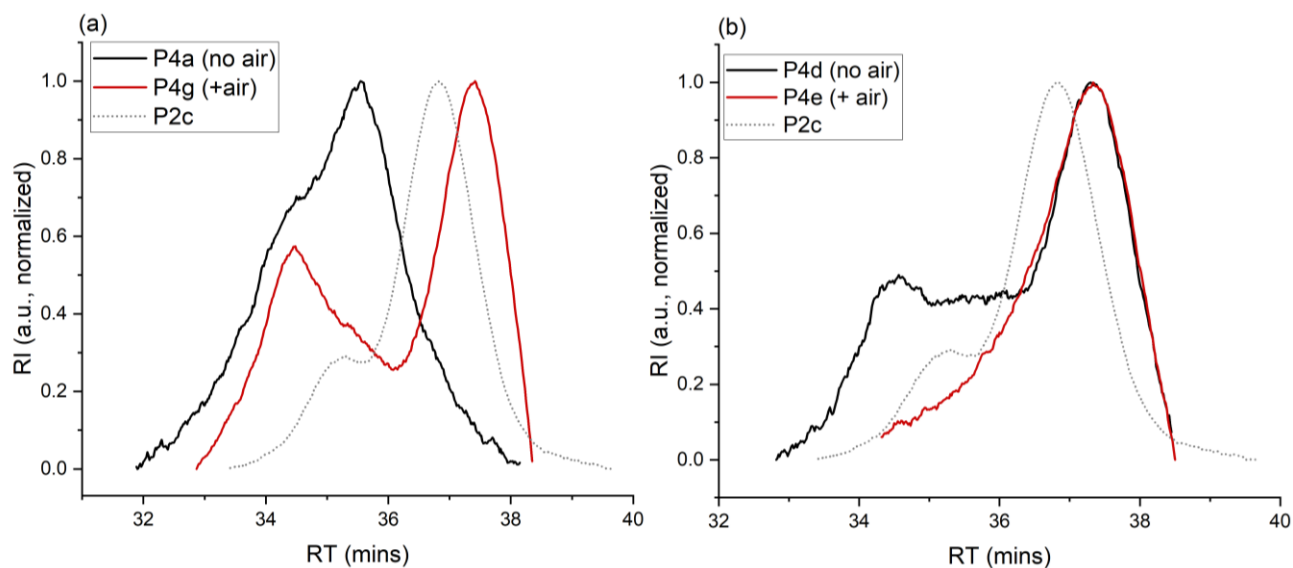 (a)
P4a (no air)
P4g (+air)
P2c
RI (a.u., normalized)
1.0
0.8
0.6
0.4
0.2
0.0
32 34 36 38 40
RT (mins)
(b)
P4d (no air)
P4e (+ air)
P2c
RI (a.u., normalized)
1.0
0.8
0.6
0.4
0.2
0.0
32 34 36 38 40
RT (mins)